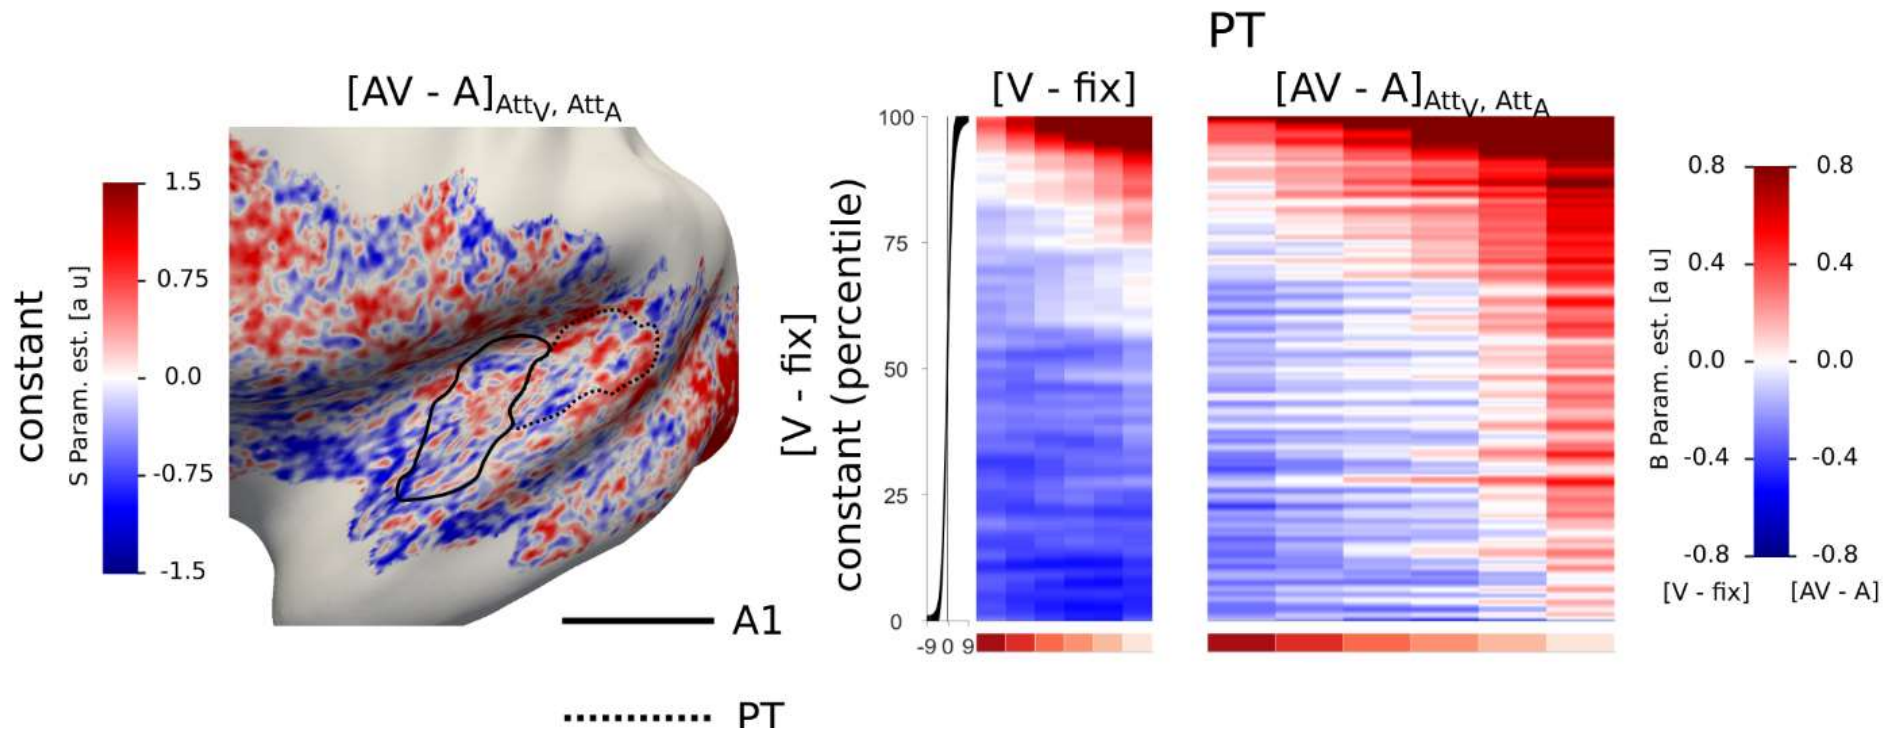 PT
[AV - A]AttV, AttA
[V - fix]
[AV - A]AttV, AttA
constant
S Param. est. [a u]
1.5
0.75
0.0
-0.75
-1.5
A1
PT
[V - fix]
constant (percentile)
100
75
50
25
0
-9 0 9
B Param. est. [a u]
0.8 0.8
0.4 0.4
0.0 0.0
-0.4 -0.4
-0.8 -0.8
[V - fix] [AV - A]